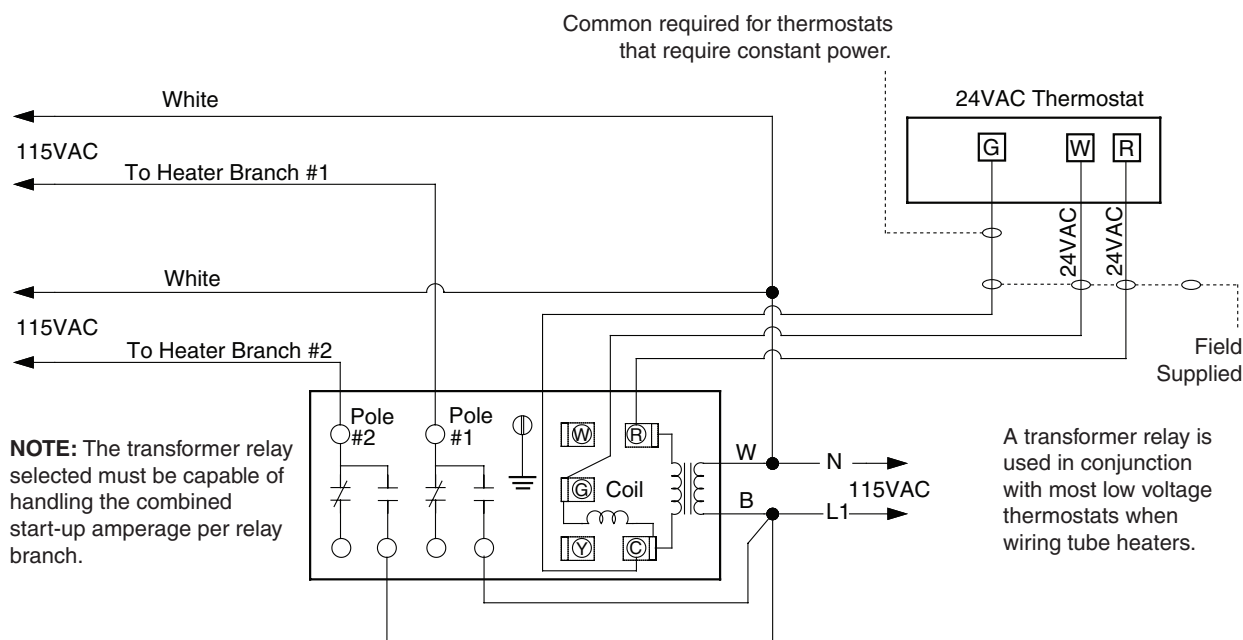 Common required for thermostats
that require constant power.
White
24VAC Thermostat
G
W
R
115VAC
To Heater Branch #1
24VAC
24VAC
White
115VAC
To Heater Branch #2
Field
Supplied
Pole
#2
Pole
#1
W
R
NOTE: The transformer relay
selected must be capable of
handling the combined
start-up amperage per relay
branch.
G
Coil
Y
C
W
N
115VAC
B
L1
A transformer relay is
used in conjunction
with most low voltage
thermostats when
wiring tube heaters.